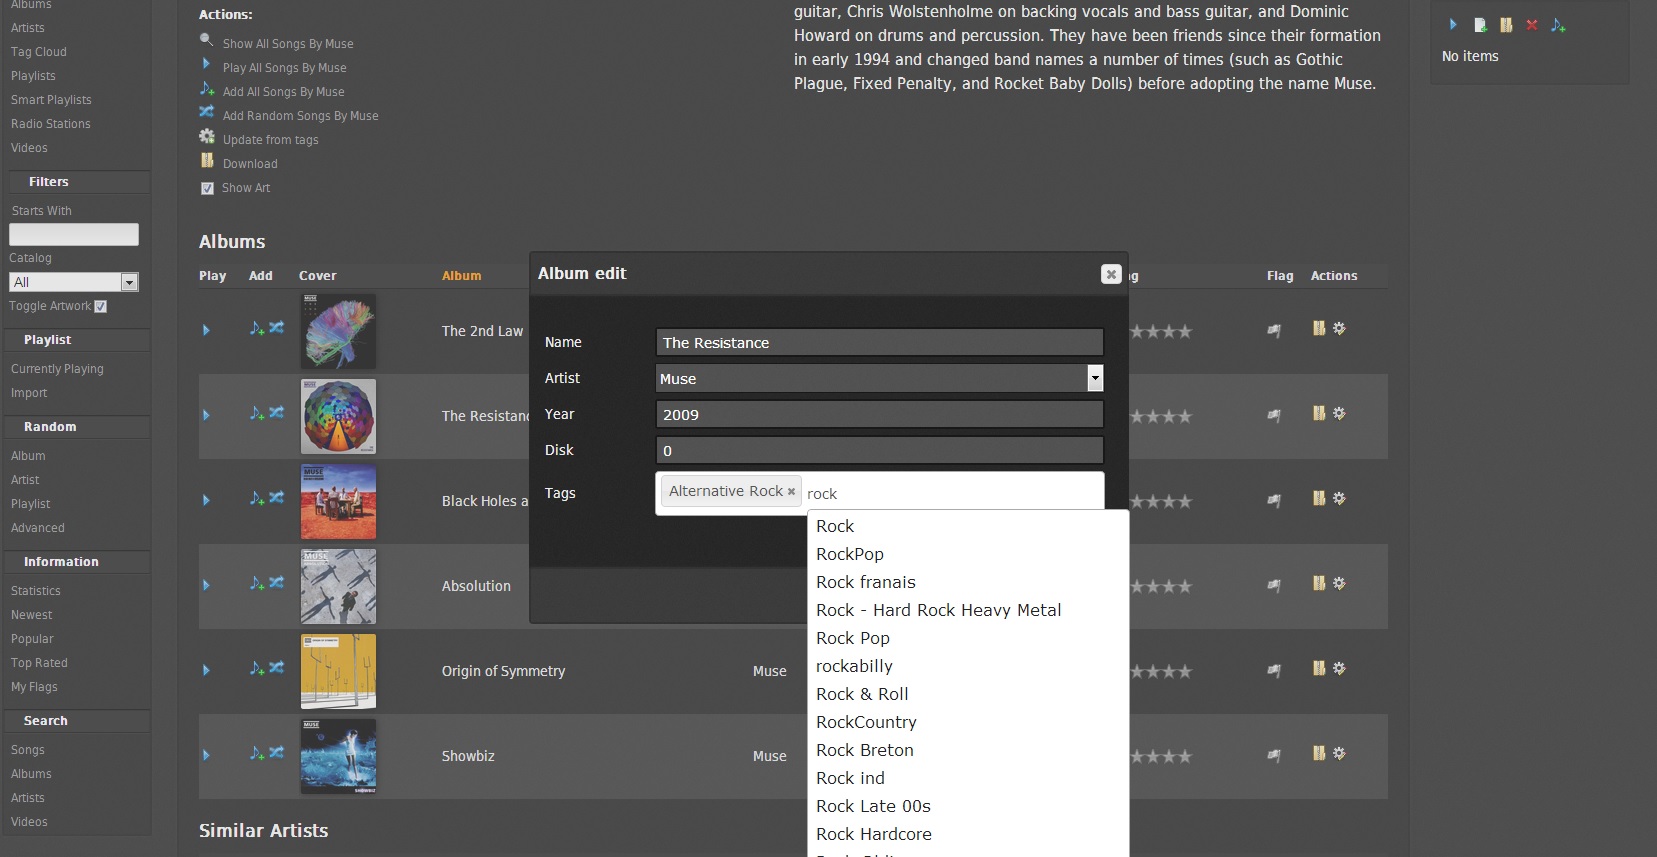 Albums
Artists
Tag Cloud
Playlists
Smart Playlists
Radio Stations
Videos
Filters
Starts With
Catalog
All
Toggle Artwork
Playlist
Currently Playing
Import
Random
Album
Artist
Playlist
Advanced
Information
Statistics
Newest
Popular
Top Rated
My Flags
Search
Songs
Albums
Artists
Videos
Actions:
Show All Songs By Muse
Play All Songs By Muse
Add All Songs By Muse
Add Random Songs By Muse
Update from tags
Download
Show Art
guitar, Chris Wolstenholme on backing vocals and bass guitar, and Dominic
Howard on drums and percussion. They have been friends since their formation
in early 1994 and changed band names a number of times (such as Gothic
Plague, Fixed Penalty, and Rocket Baby Dolls) before adopting the name Muse.
No items
Albums
Play Add Cover Album Flag Actions
The 2nd Law
The Resistanc
Black Holes a
Absolution
Origin of Symmetry Muse
Showbiz Muse
Similar Artists
Album edit
Name The Resistance
Artist Muse
Year 2009
Disk 0
Tags Alternative Rock rock
Rock
RockPop
Rock franais
Rock - Hard Rock Heavy Metal
Rock Pop
rockabilly
Rock & Roll
RockCountry
Rock Breton
Rock ind
Rock Late 00s
Rock Hardcore